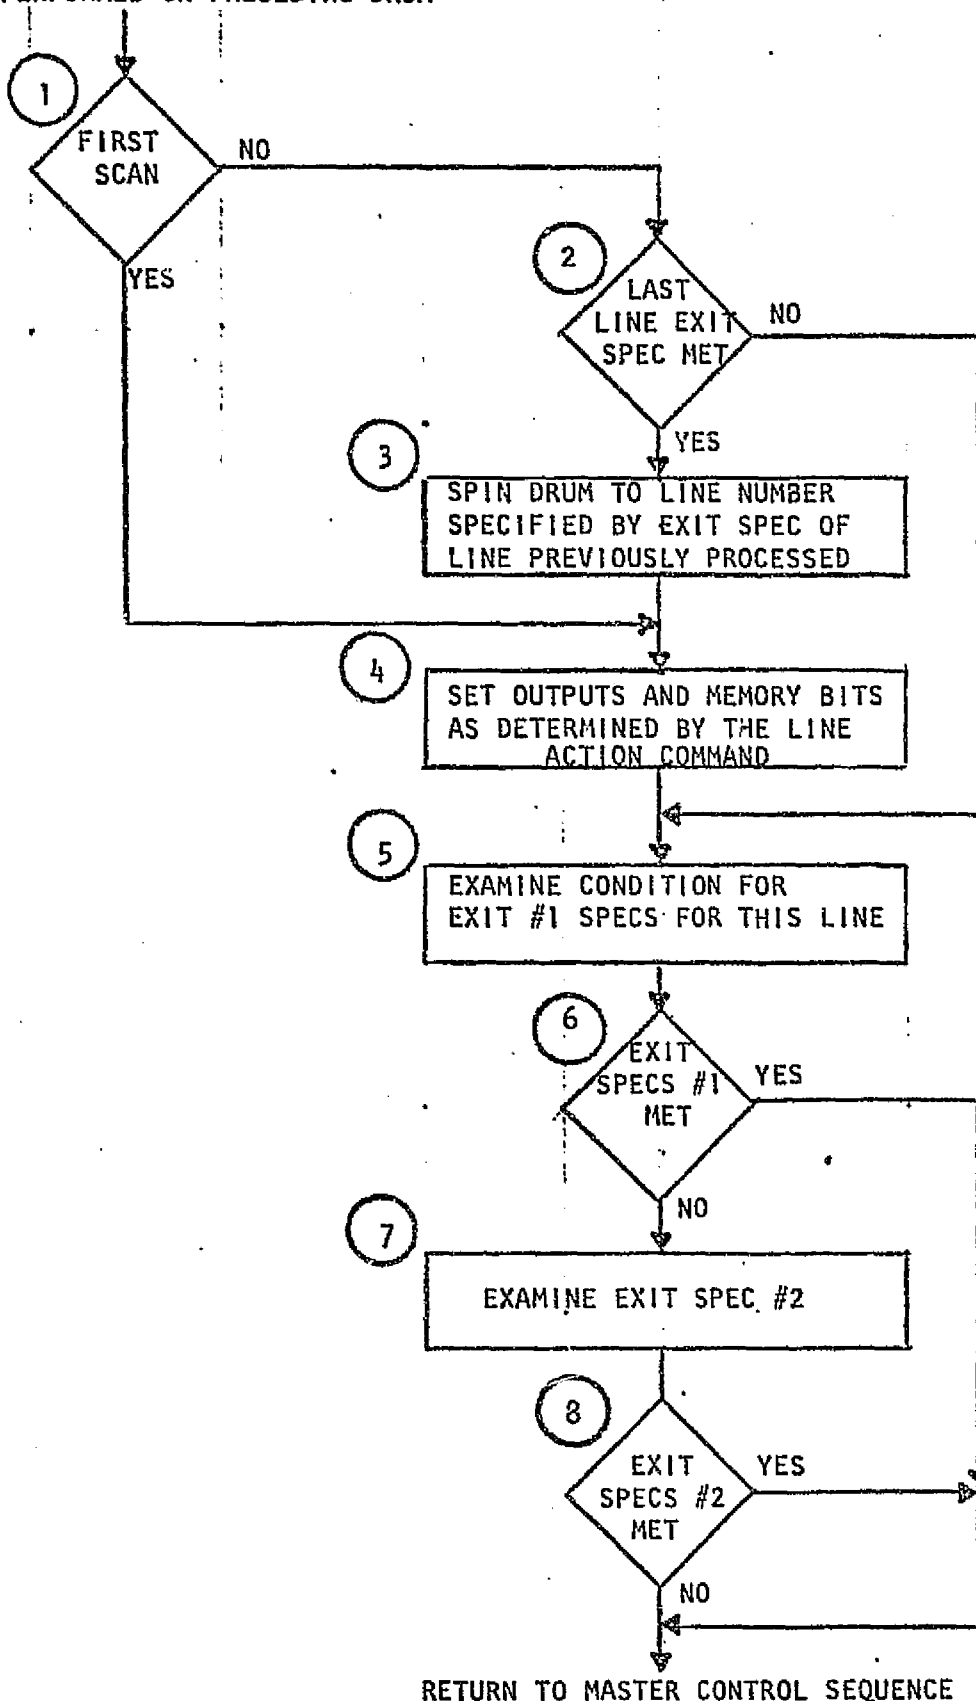 1
FIRST
SCAN
NO
YES
2
LAST
LINE EXIT
SPEC MET
NO
YES
3
SPIN DRUM TO LINE NUMBER
SPECIFIED BY EXIT SPEC OF
LINE PREVIOUSLY PROCESSED
4
SET OUTPUTS AND MEMORY BITS
AS DETERMINED BY THE LINE
ACTION COMMAND
5
EXAMINE CONDITION FOR
EXIT #1 SPECS FOR THIS LINE
6
EXIT
SPECS #1
MET
YES
NO
7
EXAMINE EXIT SPEC #2
8
EXIT
SPECS #2
MET
YES
NO
RETURN TO MASTER CONTROL SEQUENCE